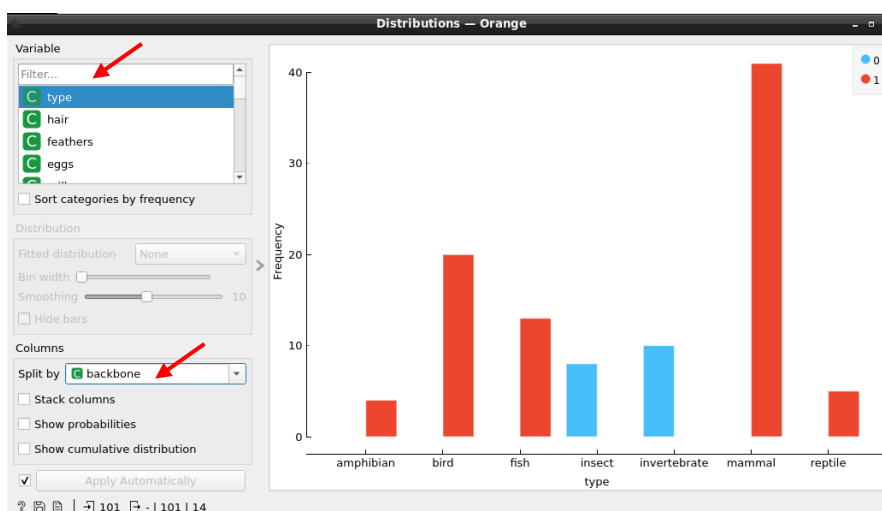 Distributions — Orange
Variable
Filter...
C type
C hair
C feathers
C eggs
Sort categories by frequency
Distribution
Fitted distribution None
Bin width
Smoothing 10
Hide bars
Columns
Split by C backbone
Stack columns
Show probabilities
Show cumulative distribution
Apply Automatically
? 101 - | 101 | 14
0
1
40
30
20
10
0
Frequency
amphibian bird fish insect invertebrate mammal reptile
type